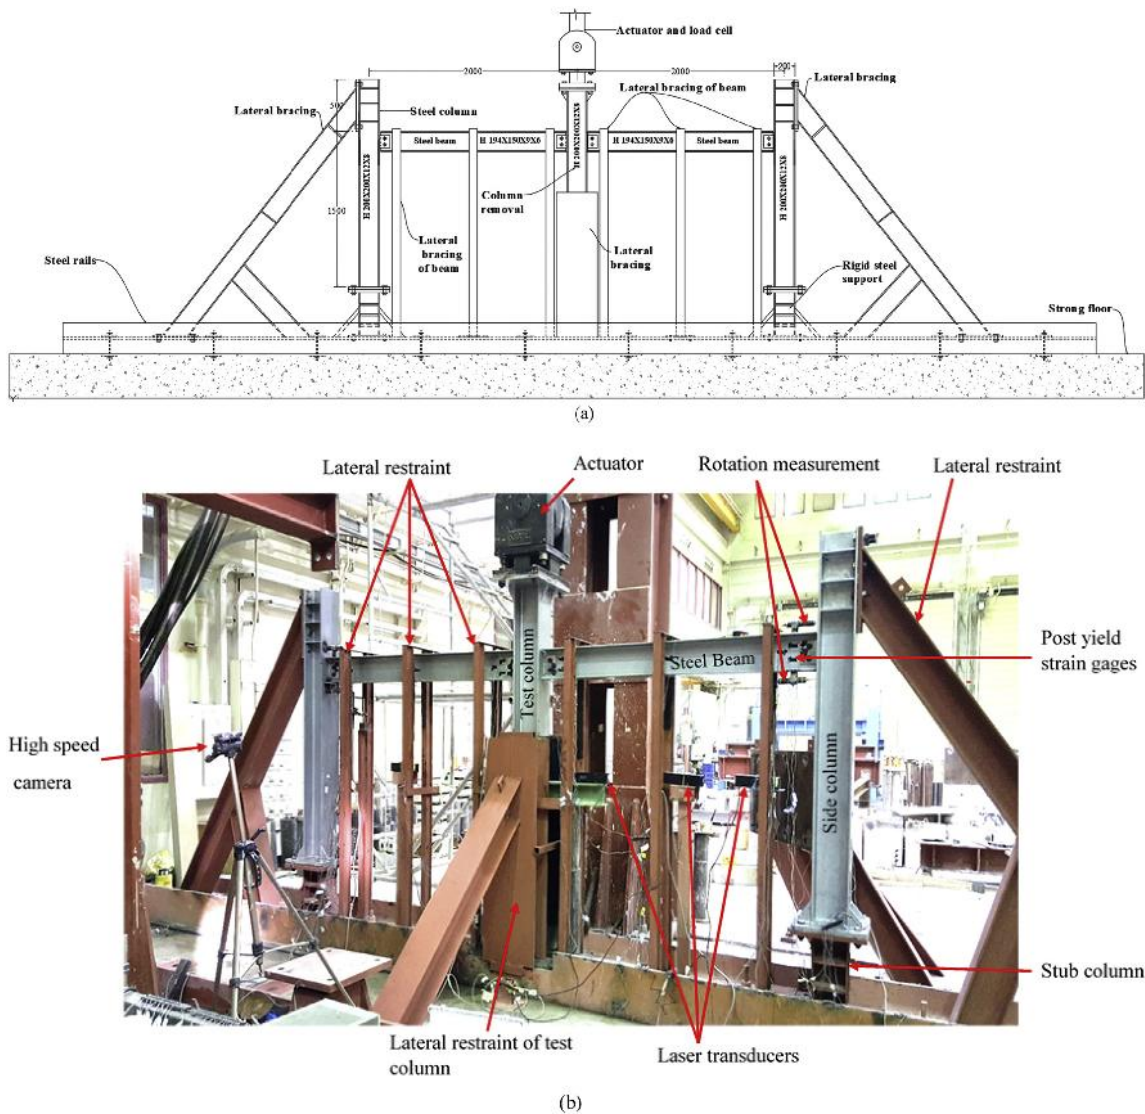 Actuator and load cell
2000
2000
200
Lateral bracing of beam
Lateral bracing
Lateral bracing
500
Steel column
Steel beam
H 194X150X9X6
H 200X200X12X8
H 194X150X9X6
Steel beam
H 200X200X12X8
H 200X200X12X8
1500
Column
removal
Lateral
bracing
of beam
Lateral
bracing
Rigid steel
support
Steel rails
Strong floor
(a)
Lateral restraint
Actuator
Rotation measurement
Lateral restraint
Post yield
strain gages
Steel Beam
Test column
Side column
High speed
camera
Stub column
Lateral restraint of test
column
Laser transducers
(b)